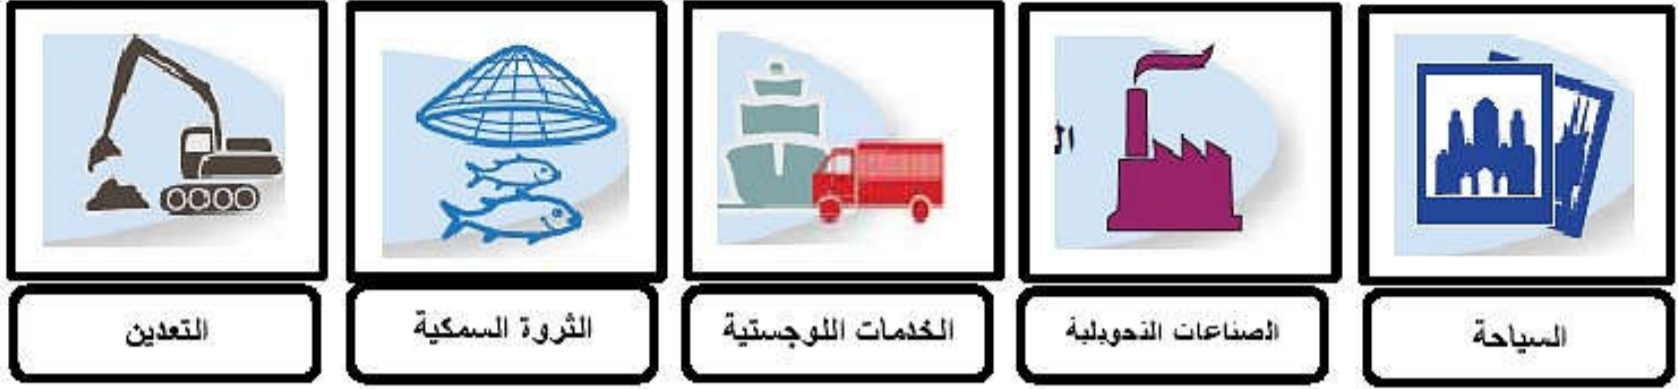 السياحة
الصناعات التحويلية
الخدمات اللوجستية
الثروة السمكية
التعدين